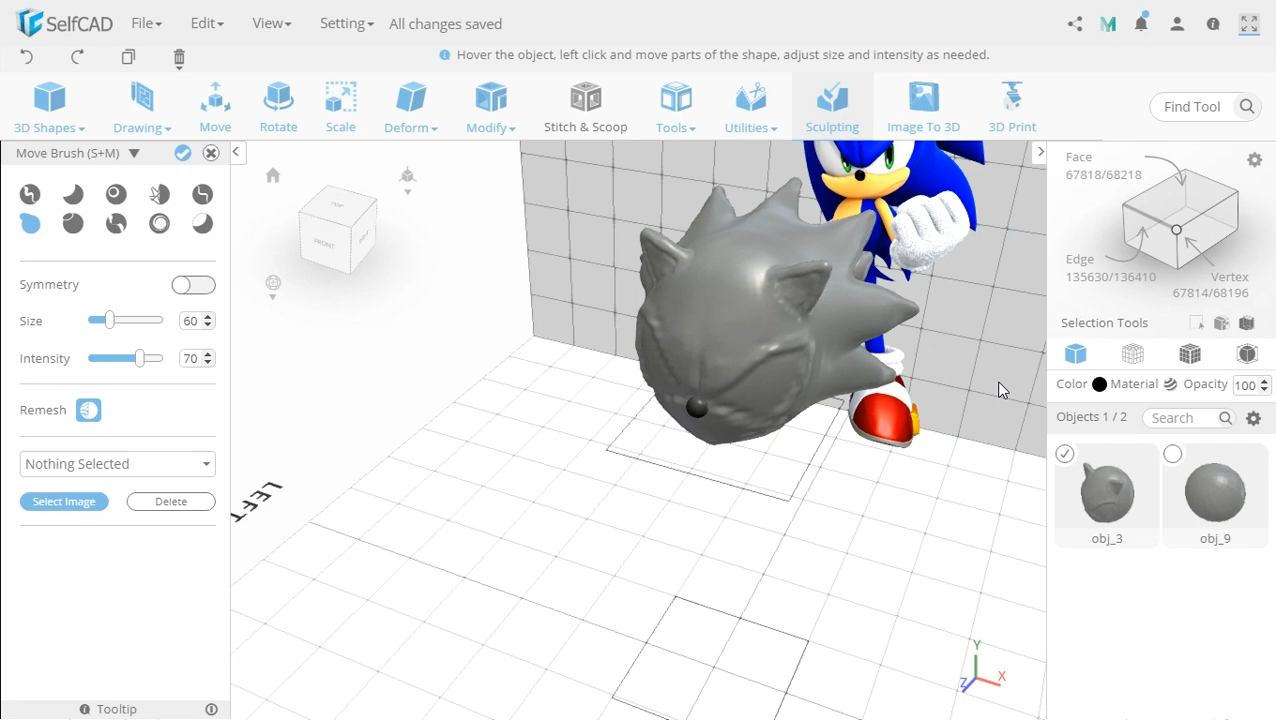 SelfCAD File Edit View Setting All changes saved
Hover the object, left click and move parts of the shape, adjust size and intensity as needed.
3D Shapes Drawing Move Rotate Scale Deform Modify Stitch & Scoop Tools Utilities Sculpting Image To 3D 3D Print Find Tool
Move Brush (S+M)
Symmetry
Size 60
Intensity 70
Remesh
Nothing Selected
Select Image Delete
Tooltip
TOP
FRONT
LEFT
Y
X
Z
Face
67818/68218
Edge
135630/136410
Vertex
67814/68196
Selection Tools
Color Material Opacity 100
Objects 1 / 2 Search
obj_3 obj_9